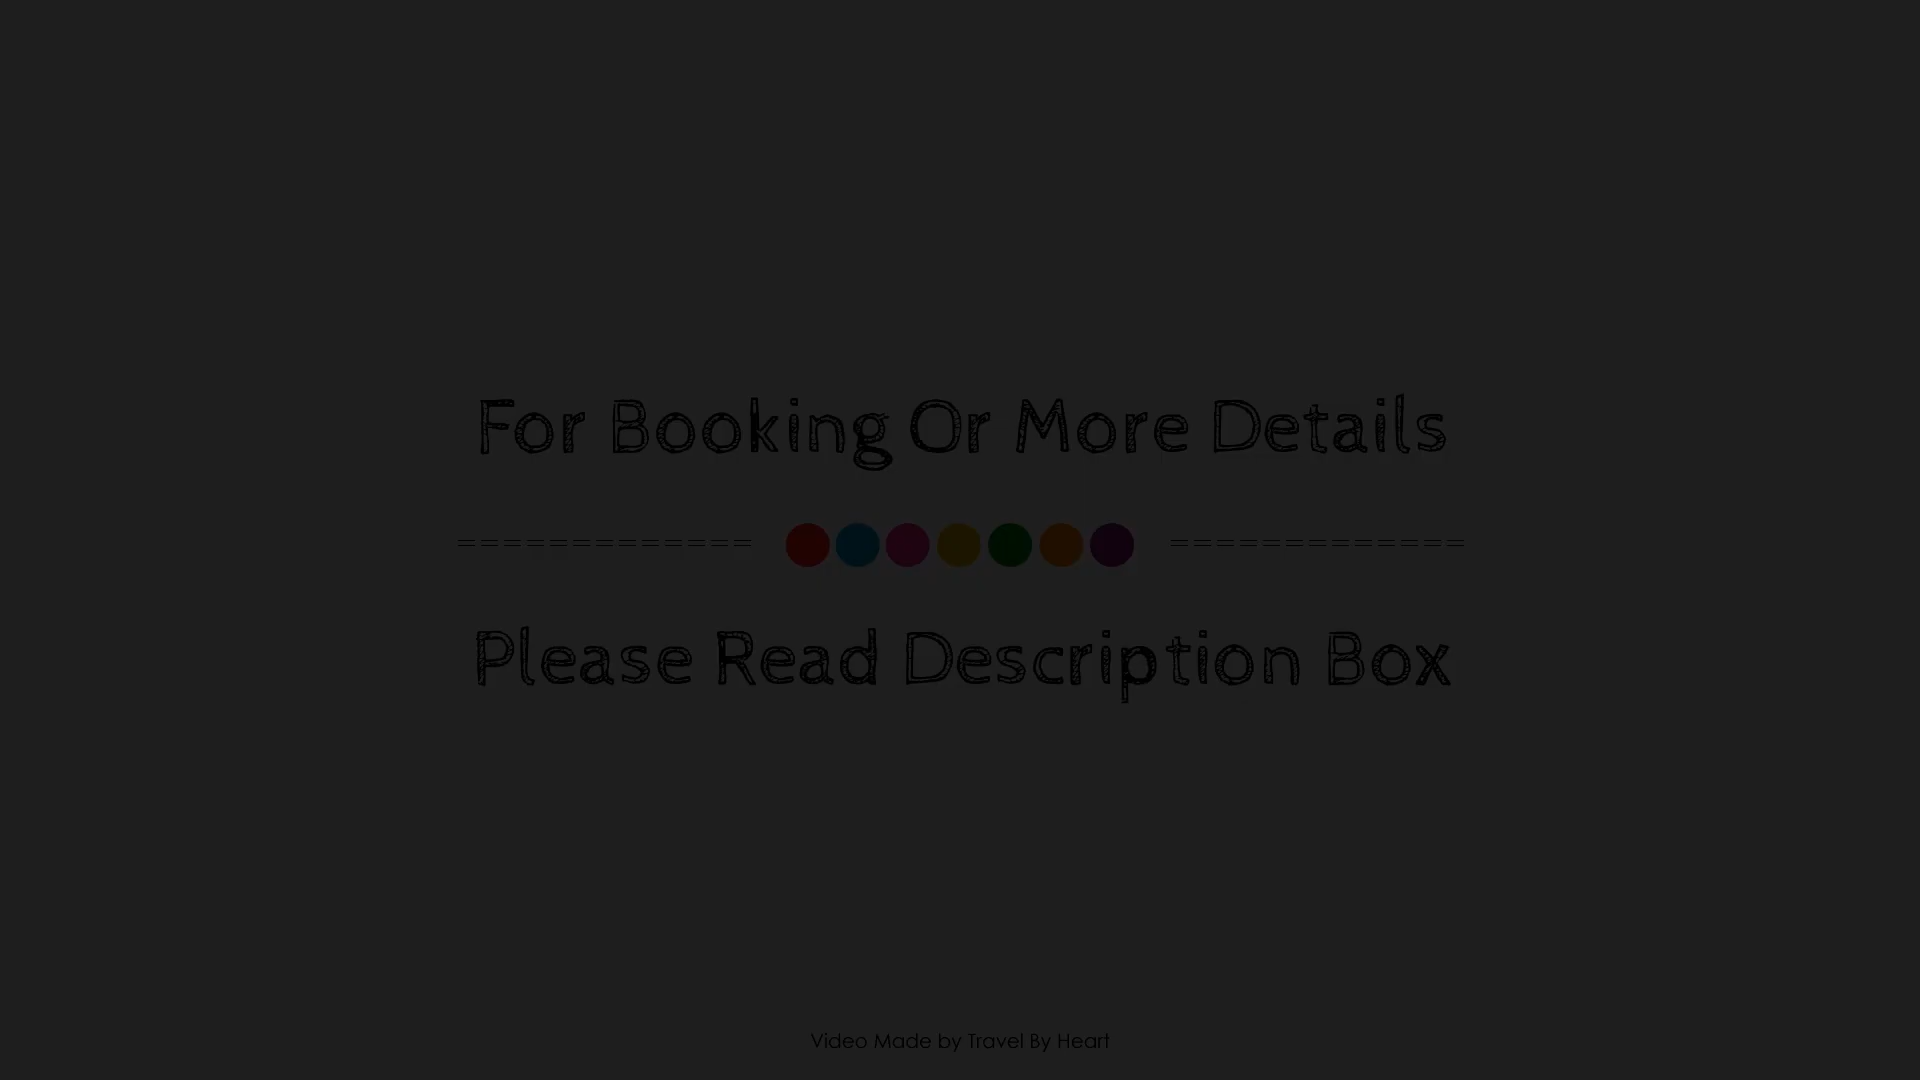 For Booking Or More Details
============= =============
Please Read Description Box
Video Made by Travel By Heart